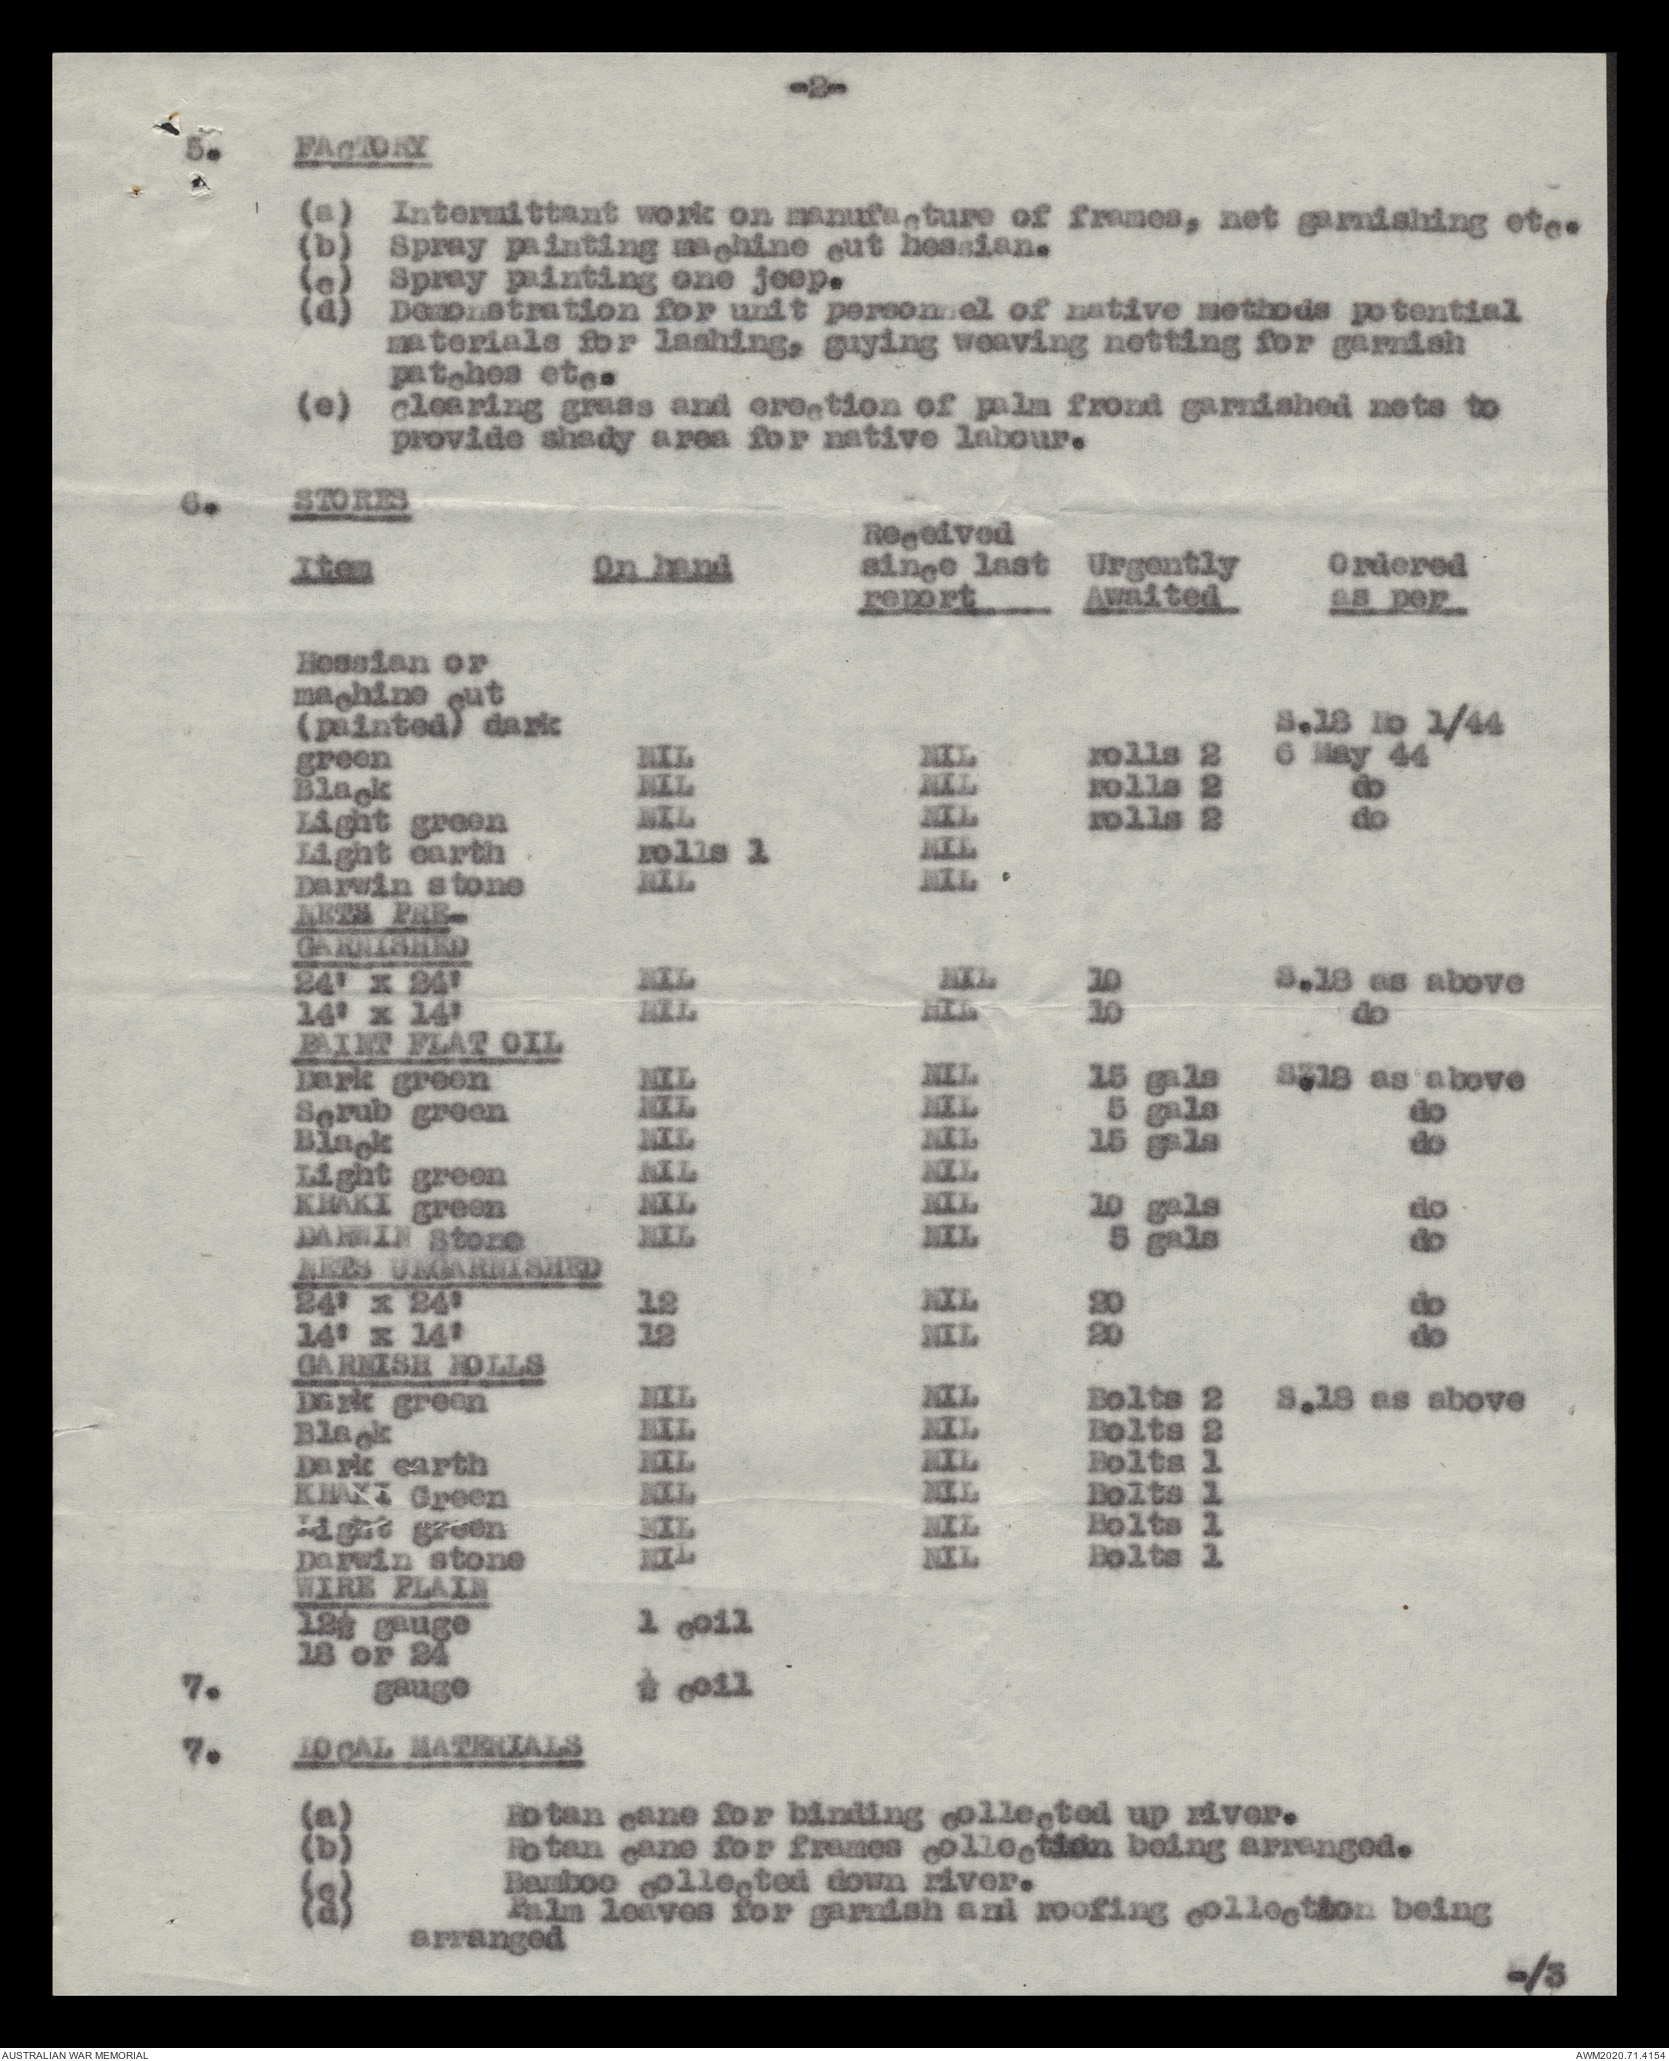 -2-
5. FACTORY
(a) Intermittant work on manufacture of frames, net garnishing etc.
(b) Spray painting machine cut hessian.
(c) Spray painting one jeep.
(d) Demonstration for unit personnel of native methods potential
materials for lashing, guying weaving netting for garnish
patches etc.
(e) clearing grass and erection of palm frond garnished nets to
provide shady area for native labour.
6. STORES
Received
Item On hand since last Urgently Ordered
report Awaited as per
Hessian or
machine cut
(painted) dark S.18 No 1/44
green NIL NIL rolls 2 6 May 44
Black NIL NIL rolls 2 do
Light green NIL NIL rolls 2 do
Light earth rolls 1 NIL
Darwin stone NIL NIL
NETS PRE-
GARNISHED
24' x 24' NIL NIL 10 S.18 as above
14' x 14' NIL NIL 10 do
PAINT FLAT OIL
Dark green NIL NIL 15 gals S.18 as above
Scrub green NIL NIL 5 gals do
Black NIL NIL 15 gals do
Light green NIL NIL
KHAKI green NIL NIL 10 gals do
DARWIN Stone NIL NIL 5 gals do
NETS UNGARNISHED
24' x 24' 12 NIL 20 do
14' x 14' 12 NIL 20 do
GARNISH ROLLS
Dark green NIL NIL Bolts 2 S.18 as above
Black NIL NIL Bolts 2
Dark earth NIL NIL Bolts 1
KHAKI Green NIL NIL Bolts 1
Light green NIL NIL Bolts 1
Darwin stone NIL NIL Bolts 1
WIRE PLAIN
12½ gauge 1 coil
18 or 24
7. gauge ½ coil
7. LOCAL MATERIALS
(a) Rotan cane for binding collected up river.
(b) Rotan cane for frames collection being arranged.
(c) Bamboo collected down river.
(d) Palm leaves for garnish and roofing collection being
arranged
-/3
AUSTRALIAN WAR MEMORIAL AWM2020.71.4154